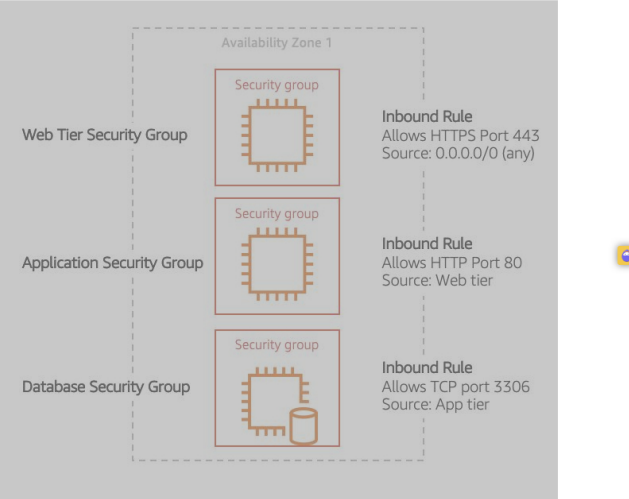 Availability Zone 1
Security group
Web Tier Security Group
Inbound Rule
Allows HTTPS Port 443
Source: 0.0.0.0/0 (any)
Security group
Application Security Group
Inbound Rule
Allows HTTP Port 80
Source: Web tier
Security group
Database Security Group
Inbound Rule
Allows TCP port 3306
Source: App tier